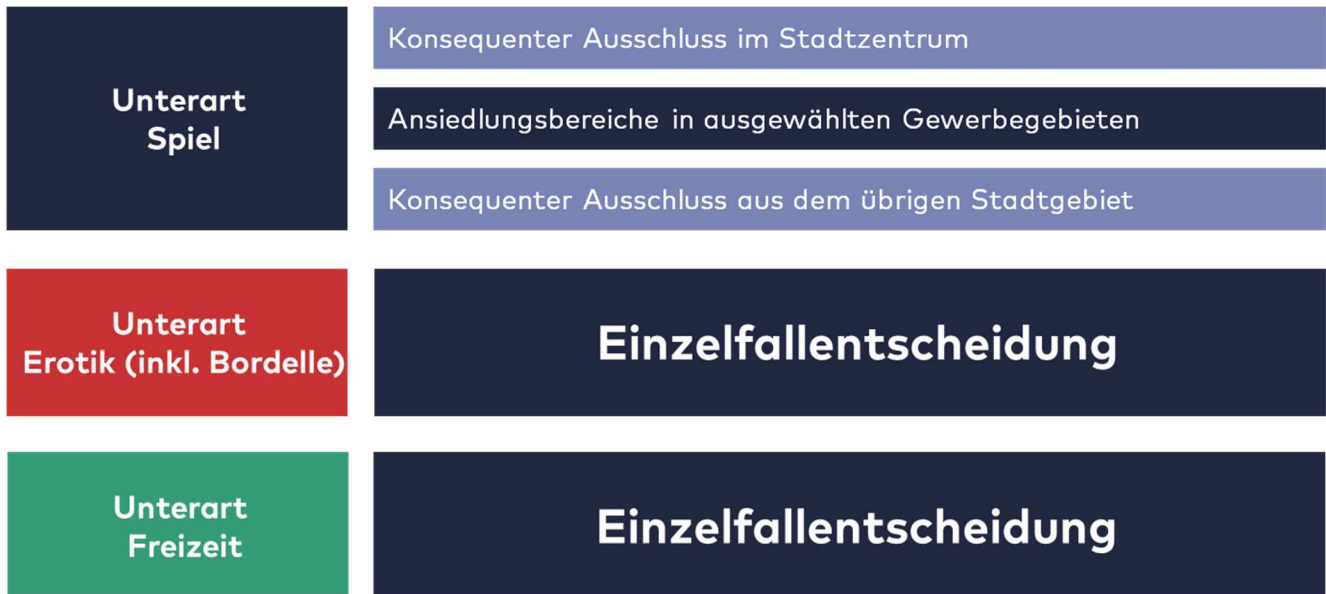 Unterart
Spiel
Konsequenter Ausschluss im Stadtzentrum
Ansiedlungsbereiche in ausgewählten Gewerbegebieten
Konsequenter Ausschluss aus dem übrigen Stadtgebiet
Unterart
Erotik (inkl. Bordelle)
Einzelfallentscheidung
Unterart
Freizeit
Einzelfallentscheidung